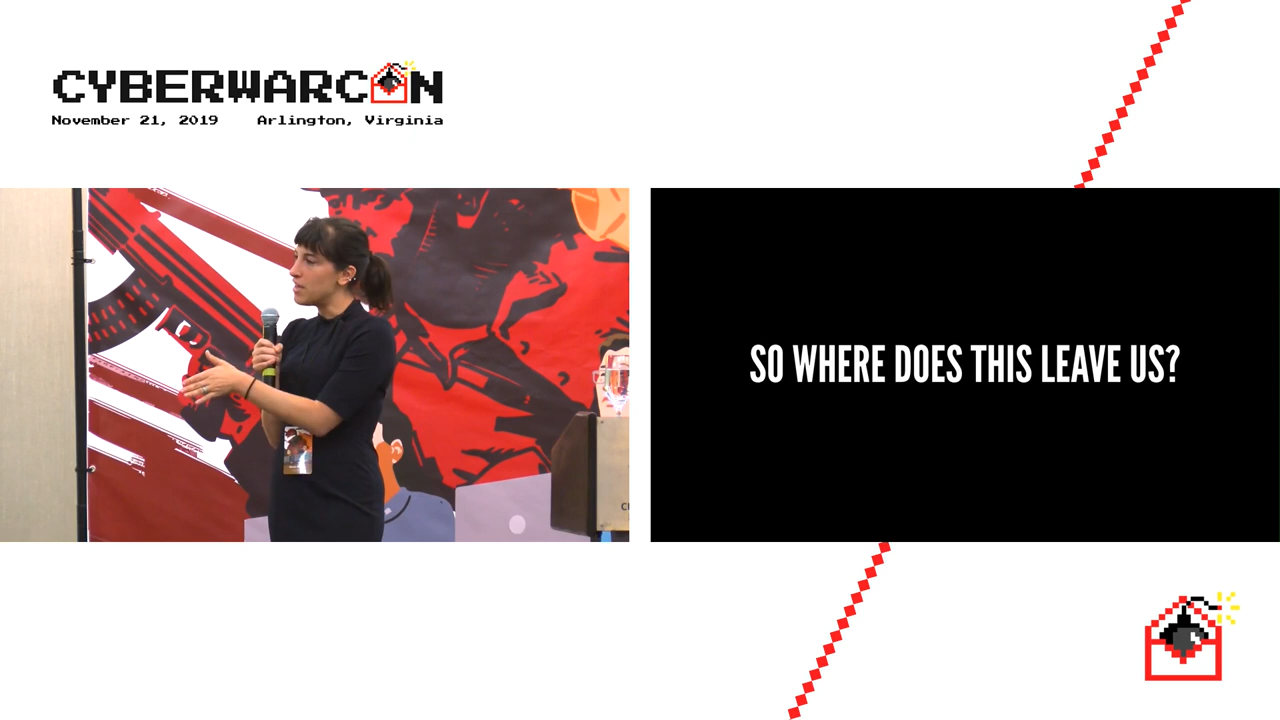 CYBERWARCON
November 21, 2019 Arlington, Virginia
SO WHERE DOES THIS LEAVE US?